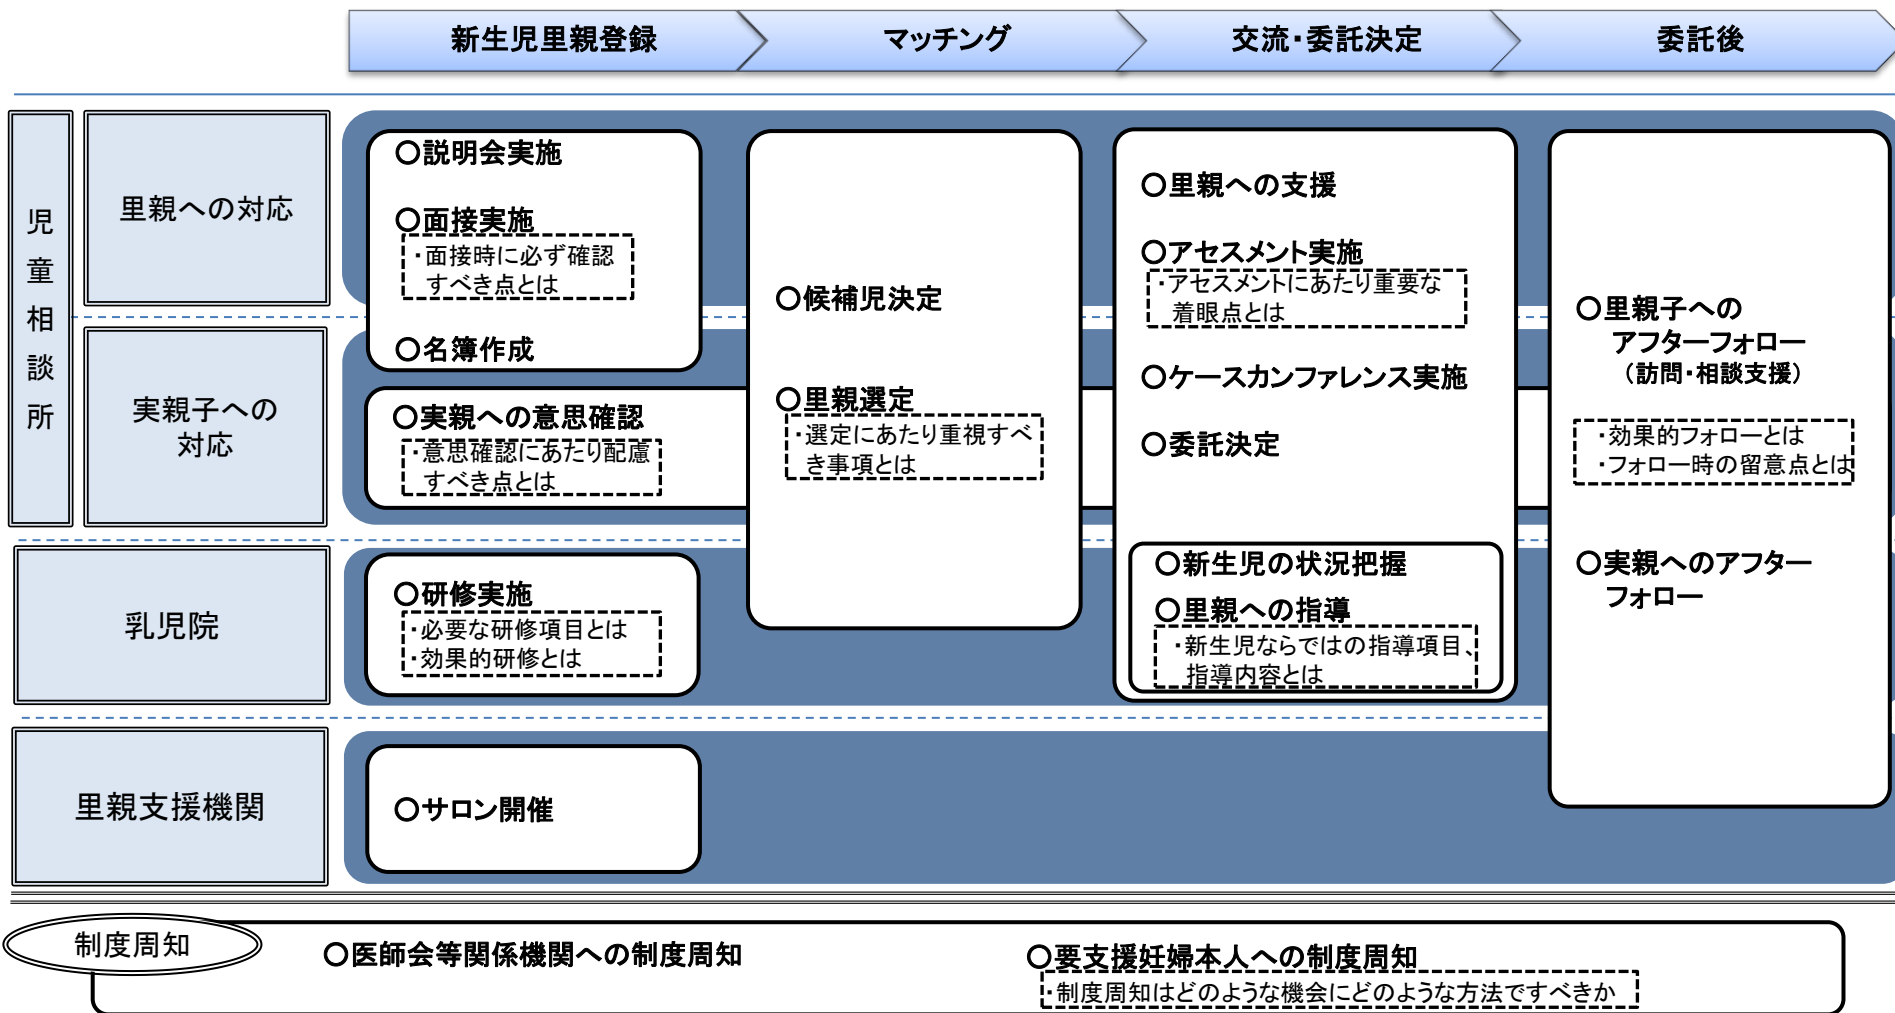 新生児里親登録
マッチング
交流・委託決定
委託後
児童相談所
里親への対応
実親子への
対応
乳児院
里親支援機関
〇説明会実施
〇面接実施
・面接時に必ず確認
すべき点とは
〇名簿作成
〇実親への意思確認
・意思確認にあたり配慮
すべき点とは
〇研修実施
・必要な研修項目とは
・効果的研修とは
〇サロン開催
〇候補児決定
〇里親選定
・選定にあたり重視すべ
き事項とは
〇里親への支援
〇アセスメント実施
・アセスメントにあたり重要な
着眼点とは
〇ケースカンファレンス実施
〇委託決定
〇新生児の状況把握
〇里親への指導
・新生児ならではの指導項目、
指導内容とは
〇里親子への
アフターフォロー
（訪問・相談支援）
・効果的フォローとは
・フォロー時の留意点とは
〇実親へのアフター
フォロー
制度周知
〇医師会等関係機関への制度周知
〇要支援妊婦本人への制度周知
・制度周知はどのような機会にどのような方法ですべきか